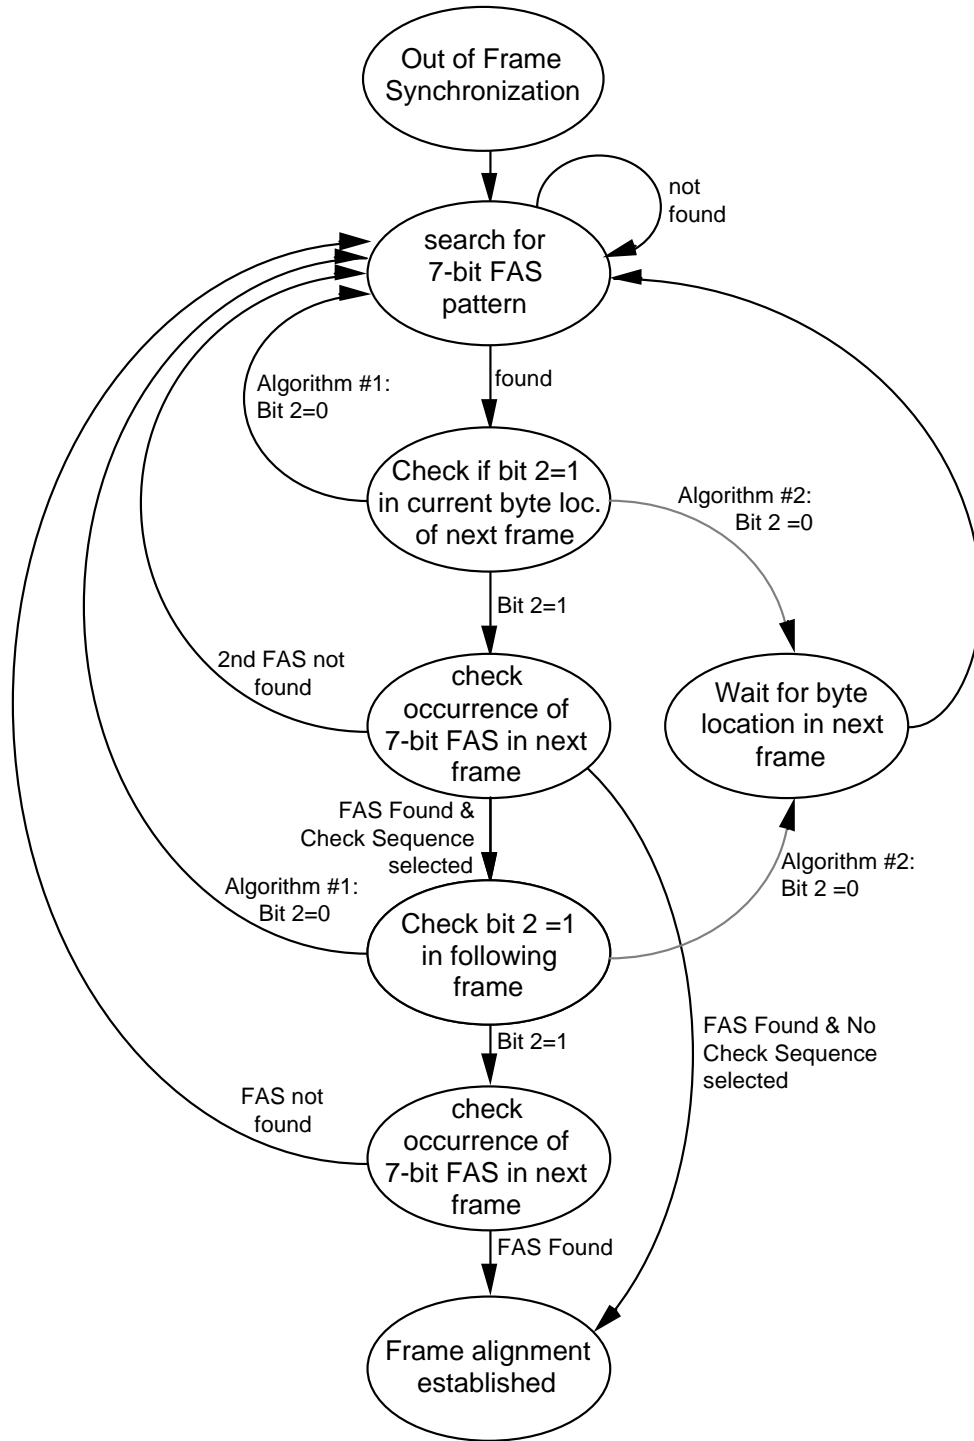 Out of Frame
Synchronization
not
found
search for
7-bit FAS
pattern
found
Algorithm #1:
Bit 2=0
Check if bit 2=1
in current byte loc.
of next frame
Algorithm #2:
Bit 2 =0
Bit 2=1
2nd FAS not
found
check
occurrence of
7-bit FAS in next
frame
Wait for byte
location in next
frame
FAS Found &
Check Sequence
selected
Algorithm #2:
Bit 2 =0
Algorithm #1:
Bit 2=0
Check bit 2 =1
in following
frame
FAS Found & No
Check Sequence
selected
Bit 2=1
FAS not
found
check
occurrence of
7-bit FAS in next
frame
FAS Found
Frame alignment
established